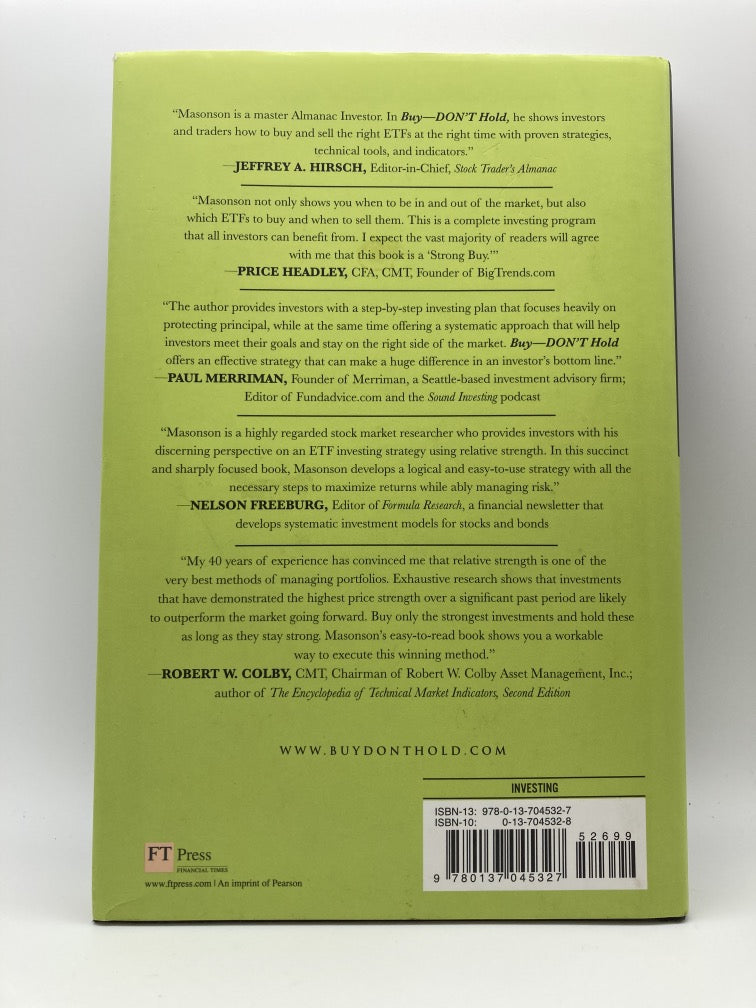 “Masonson is a master Almanac Investor. In Buy—DON’T Hold, he shows investors
and traders how to buy and sell the right ETFs at the right time with proven strategies,
technical tools, and indicators.”
—JEFFREY A. HIRSCH, Editor-in-Chief, Stock Trader’s Almanac
“Masonson not only shows you when to be in and out of the market, but also
which ETFs to buy and when to sell them. This is a complete investing program
that all investors can benefit from. I expect the vast majority of readers will agree
with me that this book is a ‘Strong Buy.’”
—PRICE HEADLEY, CFA, CMT, Founder of BigTrends.com
“The author provides investors with a step-by-step investing plan that focuses heavily on
protecting principal, while at the same time offering a systematic approach that will help
investors meet their goals and stay on the right side of the market. Buy—DON’T Hold
offers an effective strategy that can make a huge difference in an investor’s bottom line.”
—PAUL MERRIMAN, Founder of Merriman, a Seattle-based investment advisory firm;
Editor of Fundadvice.com and the Sound Investing podcast
“Masonson is a highly regarded stock market researcher who provides investors with his
discerning perspective on an ETF investing strategy using relative strength. In this succinct
and sharply focused book, Masonson develops a logical and easy-to-use strategy with all the
necessary steps to maximize returns while ably managing risk.”
—NELSON FREEBURG, Editor of Formula Research, a financial newsletter that
develops systematic investment models for stocks and bonds
“My 40 years of experience has convinced me that relative strength is one of the
very best methods of managing portfolios. Exhaustive research shows that investments
that have demonstrated the highest price strength over a significant past period are likely
to outperform the market going forward. Buy only the strongest investments and hold these
as long as they stay strong. Masonson’s easy-to-read book shows you a workable
way to execute this winning method.”
—ROBERT W. COLBY, CMT, Chairman of Robert W. Colby Asset Management, Inc.;
author of The Encyclopedia of Technical Market Indicators, Second Edition
WWW.BUYDONTHOLD.COM
INVESTING
ISBN-13: 978-0-13-704532-7
ISBN-10: 0-13-704532-8
52699
9 780137 045327
FT Press
FINANCIAL TIMES
www.ftpress.com | An imprint of Pearson